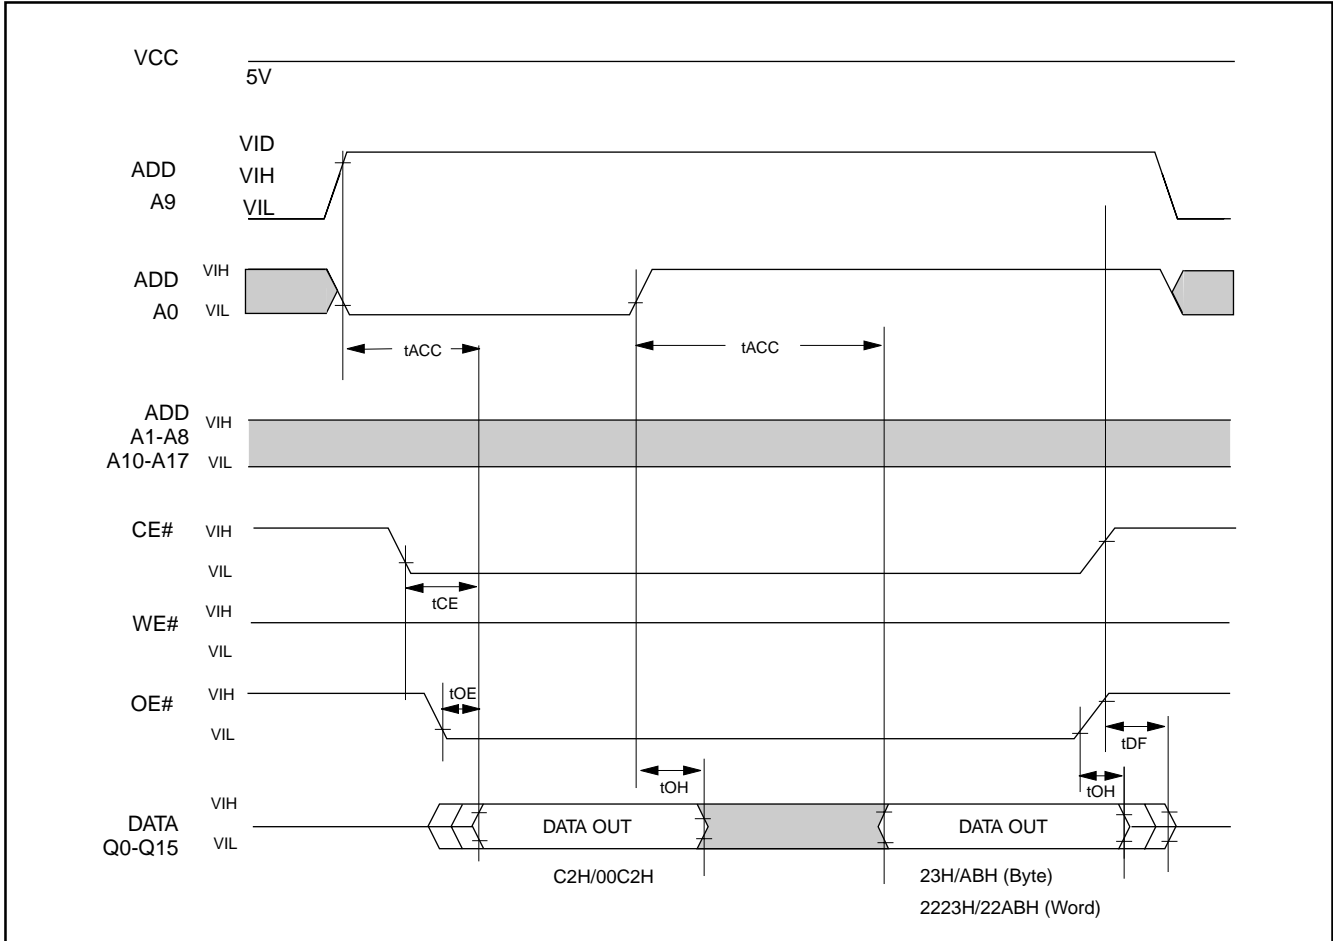 VCC
5V
VID
ADD
VIH
A9
VIL
VIH
ADD
A0
VIL
tACC
tACC
ADD
VIH
A1-A8
A10-A17
VIL
CE#
VIH
VIL
tCE
VIH
WE#
VIL
VIH
tOE
OE#
VIL
tDF
tOH
tOH
VIH
DATA
DATA OUT
DATA OUT
Q0-Q15
VIL
C2H/00C2H
23H/ABH (Byte)
2223H/22ABH (Word)